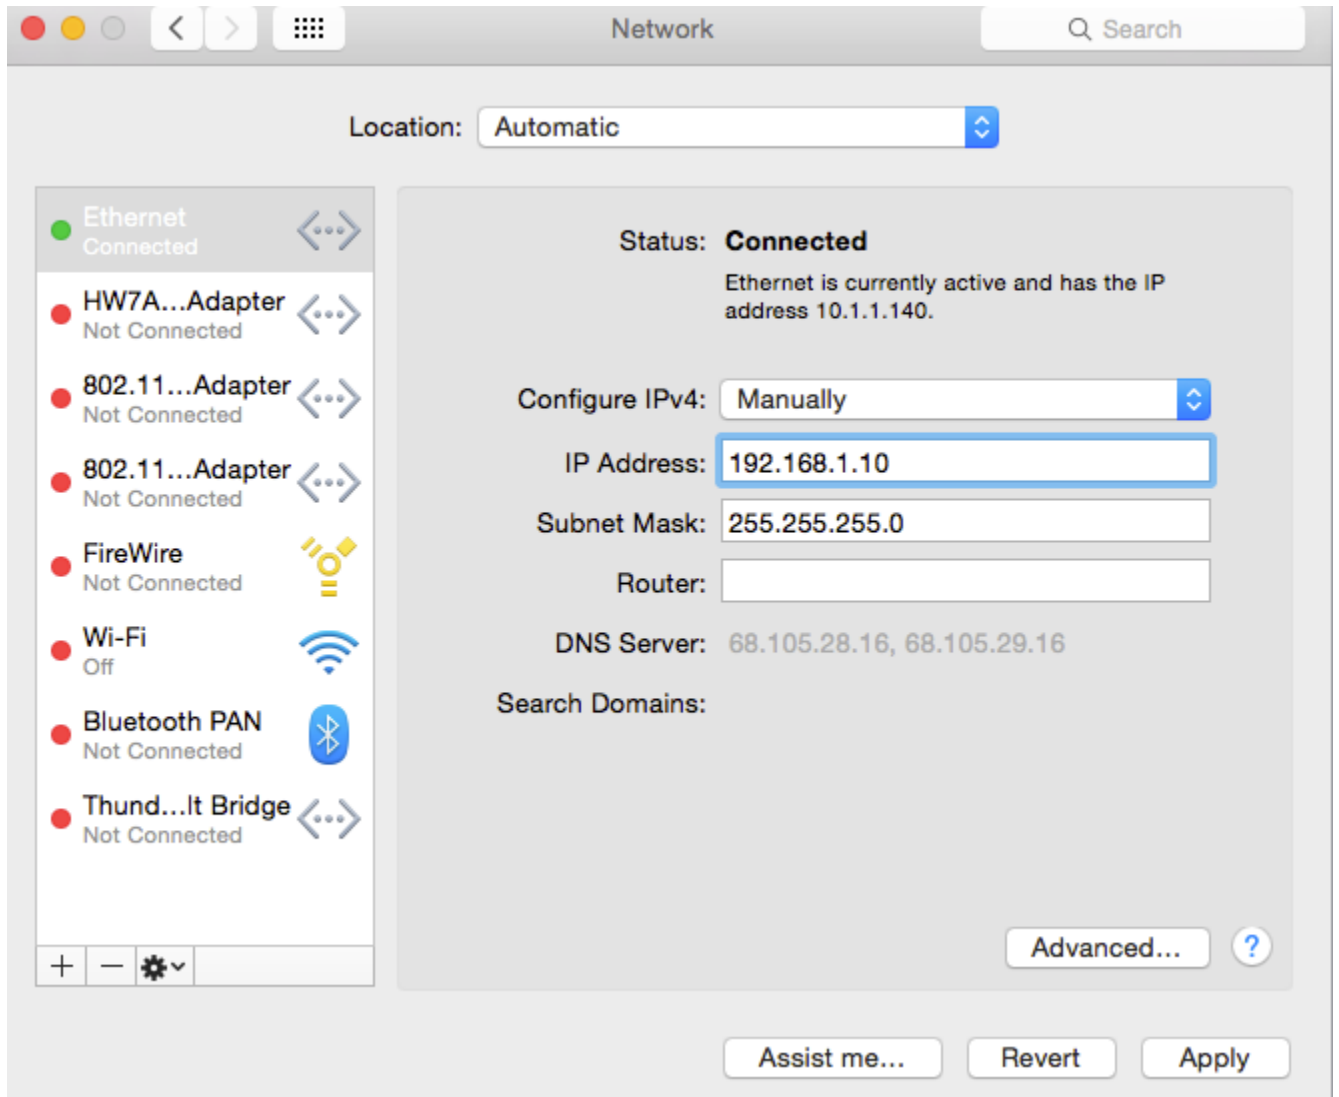 Network
Search
Location: Automatic
Ethernet
Connected
HW7A...Adapter
Not Connected
802.11...Adapter
Not Connected
802.11...Adapter
Not Connected
FireWire
Not Connected
Wi-Fi
Off
Bluetooth PAN
Not Connected
Thund...lt Bridge
Not Connected
Status: Connected
Ethernet is currently active and has the IP
address 10.1.1.140.
Configure IPv4: Manually
IP Address: 192.168.1.10
Subnet Mask: 255.255.255.0
Router:
DNS Server: 68.105.28.16, 68.105.29.16
Search Domains:
Advanced... ?
Assist me... Revert Apply